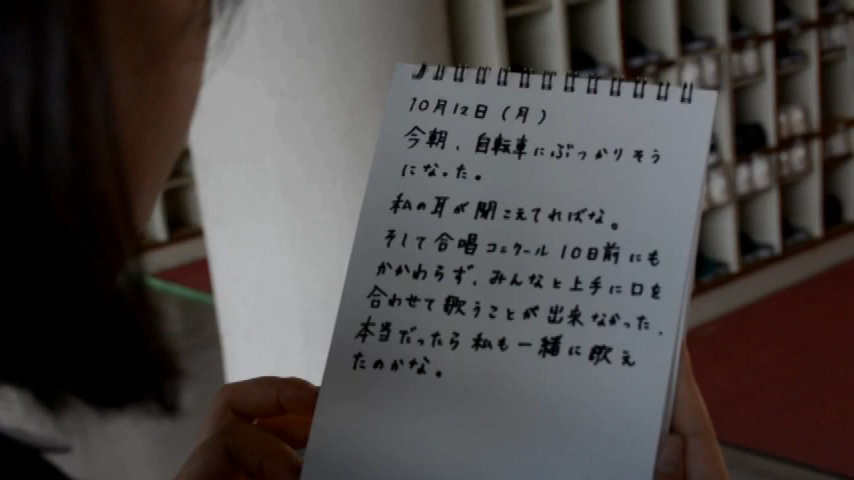 10月12日(月)
今朝、自転車にぶつかりそう
になった。
私の耳が聞こえてればな。
そして合唱コンクール10日前にも
かかわらず、みんなと上手に口を
合わせて歌うことが出来なかった、
本当だったら私も一緒に歌え
たのかな。